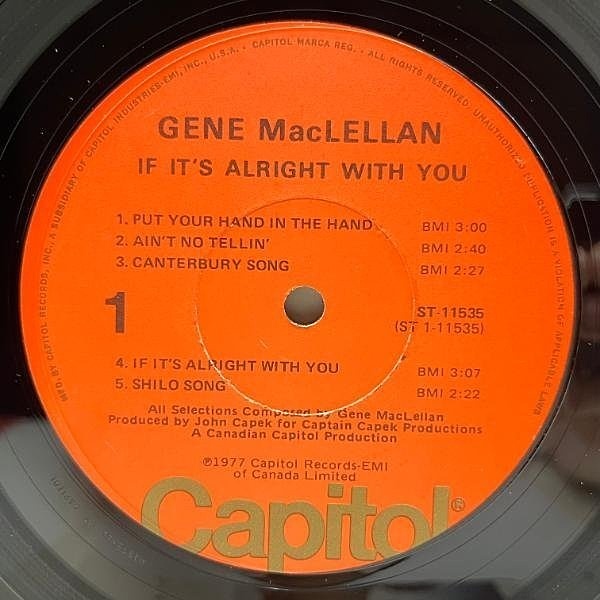 MFD. BY CAPITOL RECORDS, INC., A SUBSIDIARY OF CAPITOL INDUSTRIES-EMI, INC., U.S.A. · CAPITOL MARCA REG. · ALL RIGHTS RESERVED. UNAUTHORIZED DUPLICATION IS A VIOLATION OF APPLICABLE LAWS
GENE MacLELLAN
IF IT'S ALRIGHT WITH YOU
1. PUT YOUR HAND IN THE HAND BMI 3:00
2. AIN'T NO TELLIN' BMI 2:40
3. CANTERBURY SONG BMI 2:27
1
ST-11535
(ST 1-11535)
4. IF IT'S ALRIGHT WITH YOU BMI 3:07
5. SHILO SONG BMI 2:22
All Selections Composed by Gene MacLellan
Produced by John Capek for Captain Capek Productions
A Canadian Capitol Production
℗1977 Capitol Records-EMI
of Canada Limited
Capitol®